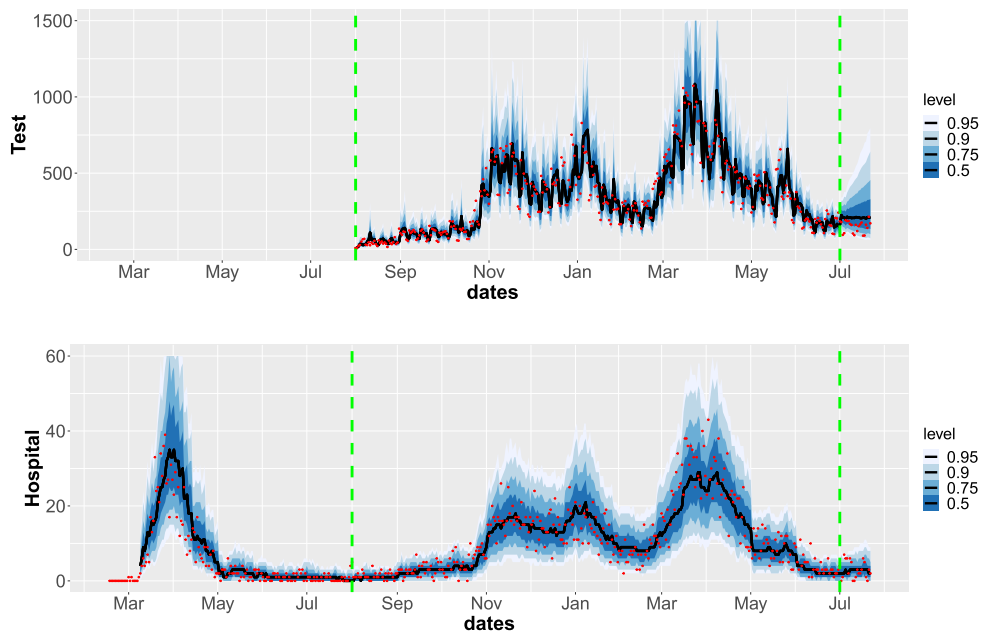 Test
1500
1000
500
0
Mar May Jul Sep Nov Jan Mar May Jul
dates
level
0.95
0.9
0.75
0.5
Hospital
60
40
20
0
Mar May Jul Sep Nov Jan Mar May Jul
dates
level
0.95
0.9
0.75
0.5